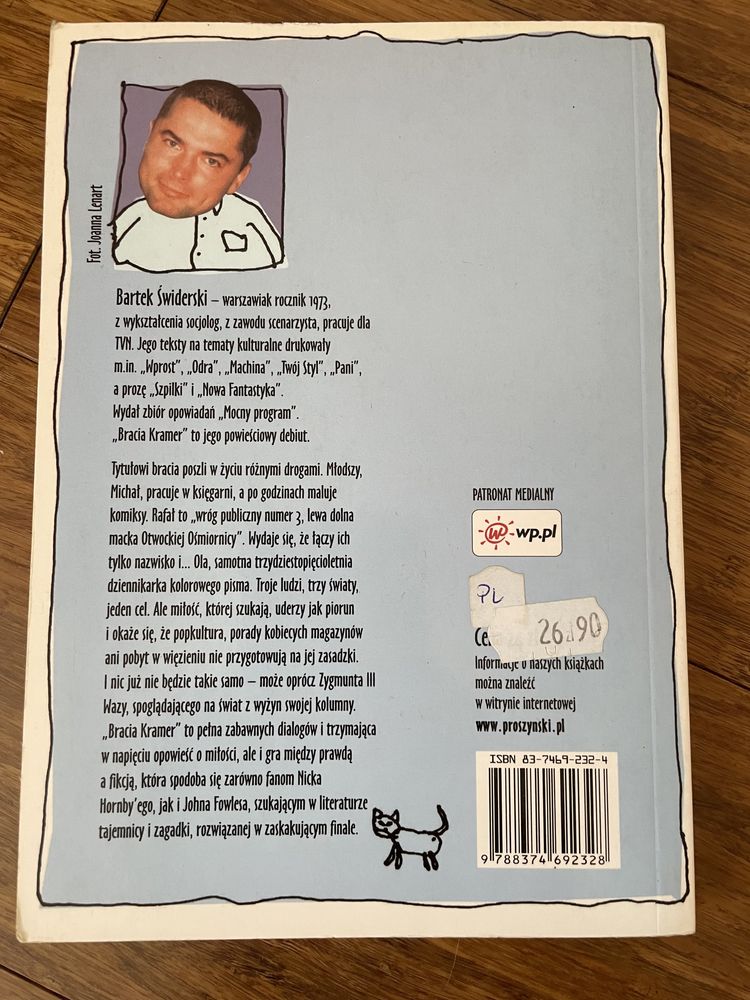 Fot. Joanna Lenart
Bartek Świderski – warszawiak rocznik 1973,
z wykształcenia socjolog, z zawodu scenarzysta, pracuje dla
TVN. Jego teksty na tematy kulturalne drukowały
m.in. „Wprost”, „Odra”, „Machina”, „Twój Styl”, „Pani”,
a prozę „Szpilki” i „Nowa Fantastyka”.
Wydał zbiór opowiadań „Mocny program”.
„Bracia Kramer” to jego powieściowy debiut.
Tytułowi bracia poszli w życiu różnymi drogami. Młodszy,
Michał, pracuje w księgarni, a po godzinach maluje
komiksy. Rafał to „wróg publiczny numer 3, lewa dolna
macka Otwockiej Ośmiornicy”. Wydaje się, że łączy ich
tylko nazwisko i... Ola, samotna trzydziestopięcioletnia
dziennikarka kolorowego pisma. Troje ludzi, trzy światy,
jeden cel. Ale miłość, której szukają, uderzy jak piorun
i okaże się, że popkultura, porady kobiecych magazynów
ani pobyt w więzieniu nie przygotowują na jej zasadzki.
I nic już nie będzie takie samo – może oprócz Zygmunta III
Wazy, spoglądającego na świat z wyżyn swojej kolumny.
„Bracia Kramer” to pełna zabawnych dialogów i trzymająca
w napięciu opowieść o miłości, ale i gra między prawdą
a fikcją, która spodoba się zarówno fanom Nicka
Hornby’ego, jak i Johna Fowlesa, szukającym w literaturze
tajemnicy i zagadki, rozwiązanej w zaskakującym finale.
PATRONAT MEDIALNY
w wp.pl
PL
26 90
Informacje o naszych książkach
można znaleźć
w witrynie internetowej
www.proszynski.pl
ISBN 83-7469-232-4
9 788374 692328